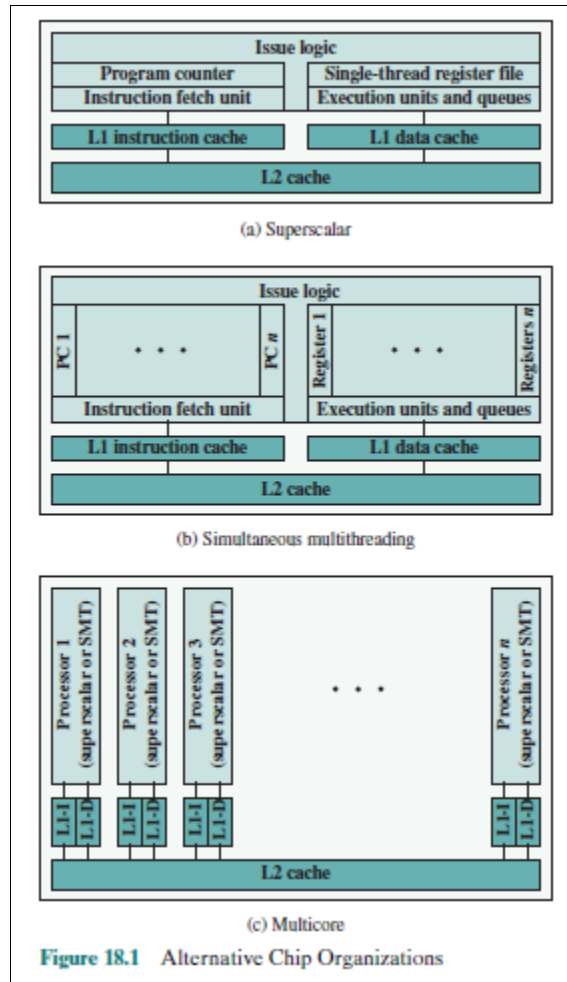 Issue logic
Program counter
Single-thread register file
Instruction fetch unit
Execution units and queues
L1 instruction cache
L1 data cache
L2 cache
(a) Superscalar
Issue logic
PC 1
• • •
PC n
Register 1
• • •
Registers n
Instruction fetch unit
Execution units and queues
L1 instruction cache
L1 data cache
L2 cache
(b) Simultaneous multithreading
Processor 1
(superscalar or SMT)
Processor 2
(superscalar or SMT)
Processor 3
(superscalar or SMT)
• • •
Processor n
(superscalar or SMT)
L1-I
L1-D
L1-I
L1-D
L1-I
L1-D
L1-I
L1-D
L2 cache
(c) Multicore
Figure 18.1 Alternative Chip Organizations